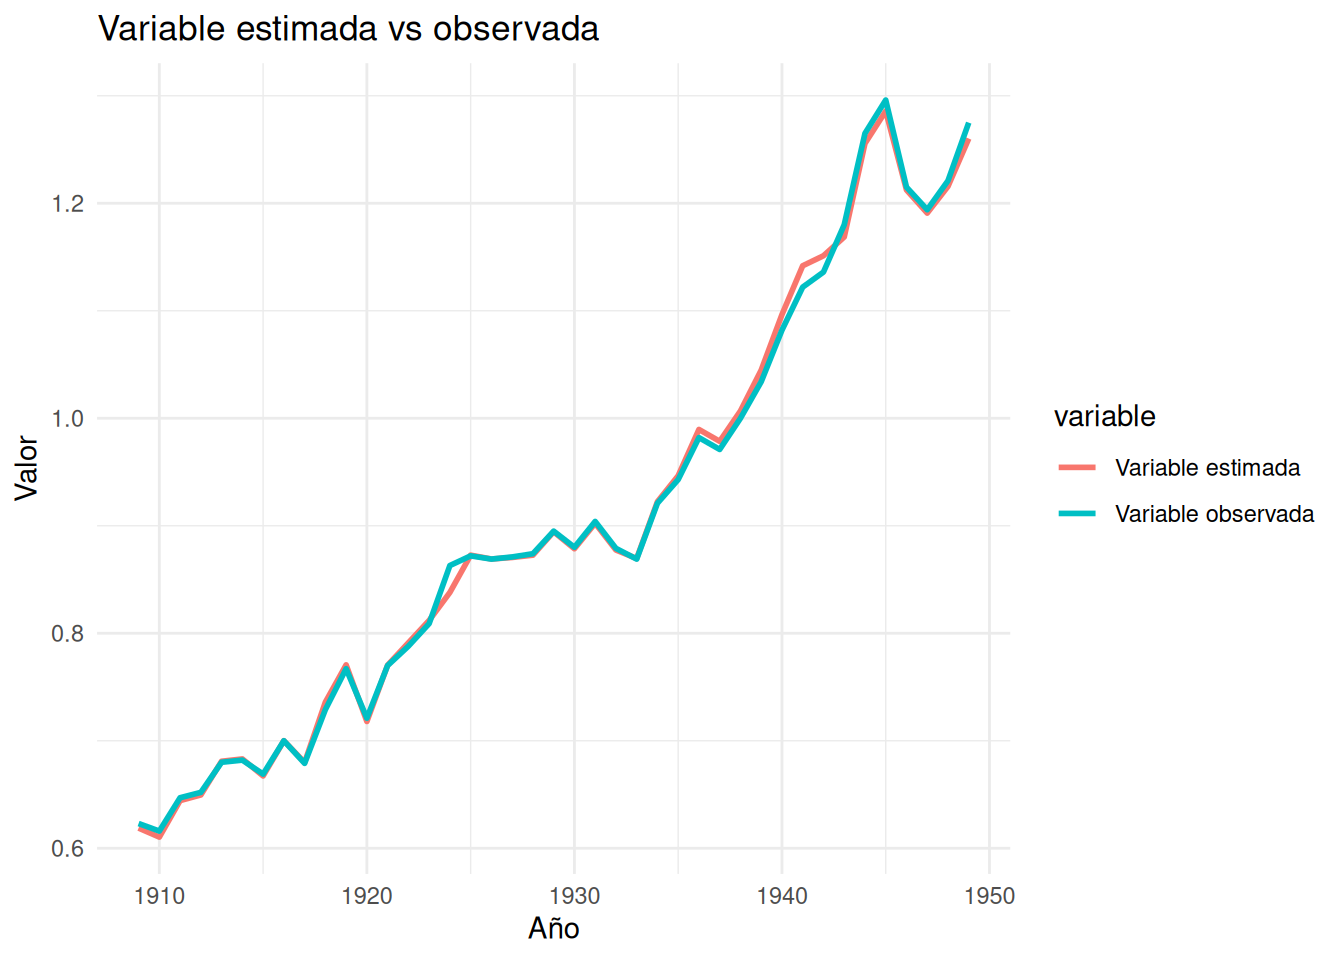 Variable estimada vs observada
Valor
1.2
1.0
0.8
0.6
1910 1920 1930 1940 1950
Año
variable
Variable estimada
Variable observada